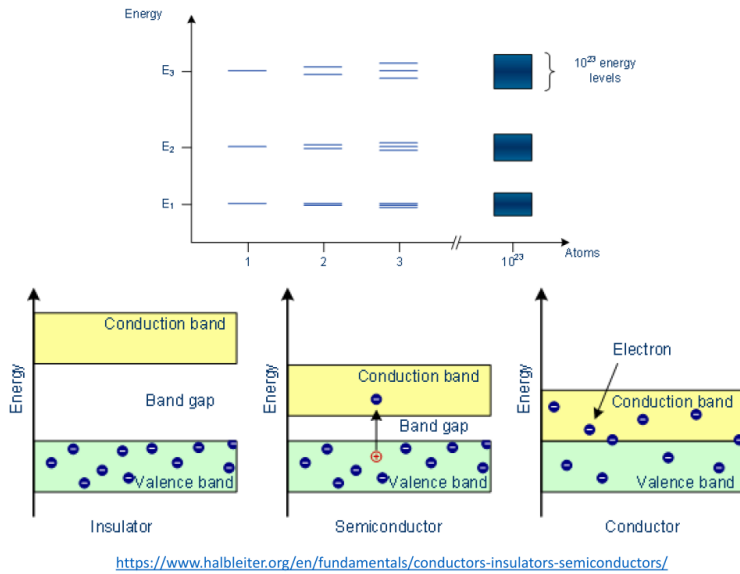 Energy
E₃
10²³ energy
levels
E₂
E₁
1
2
3
10²³
Atoms
Energy
Conduction band
Band gap
Valence band
Insulator
Energy
Conduction band
Band gap
Valence band
Semiconductor
Energy
Electron
Conduction band
Valence band
Conductor
https://www.halbleiter.org/en/fundamentals/conductors-insulators-semiconductors/